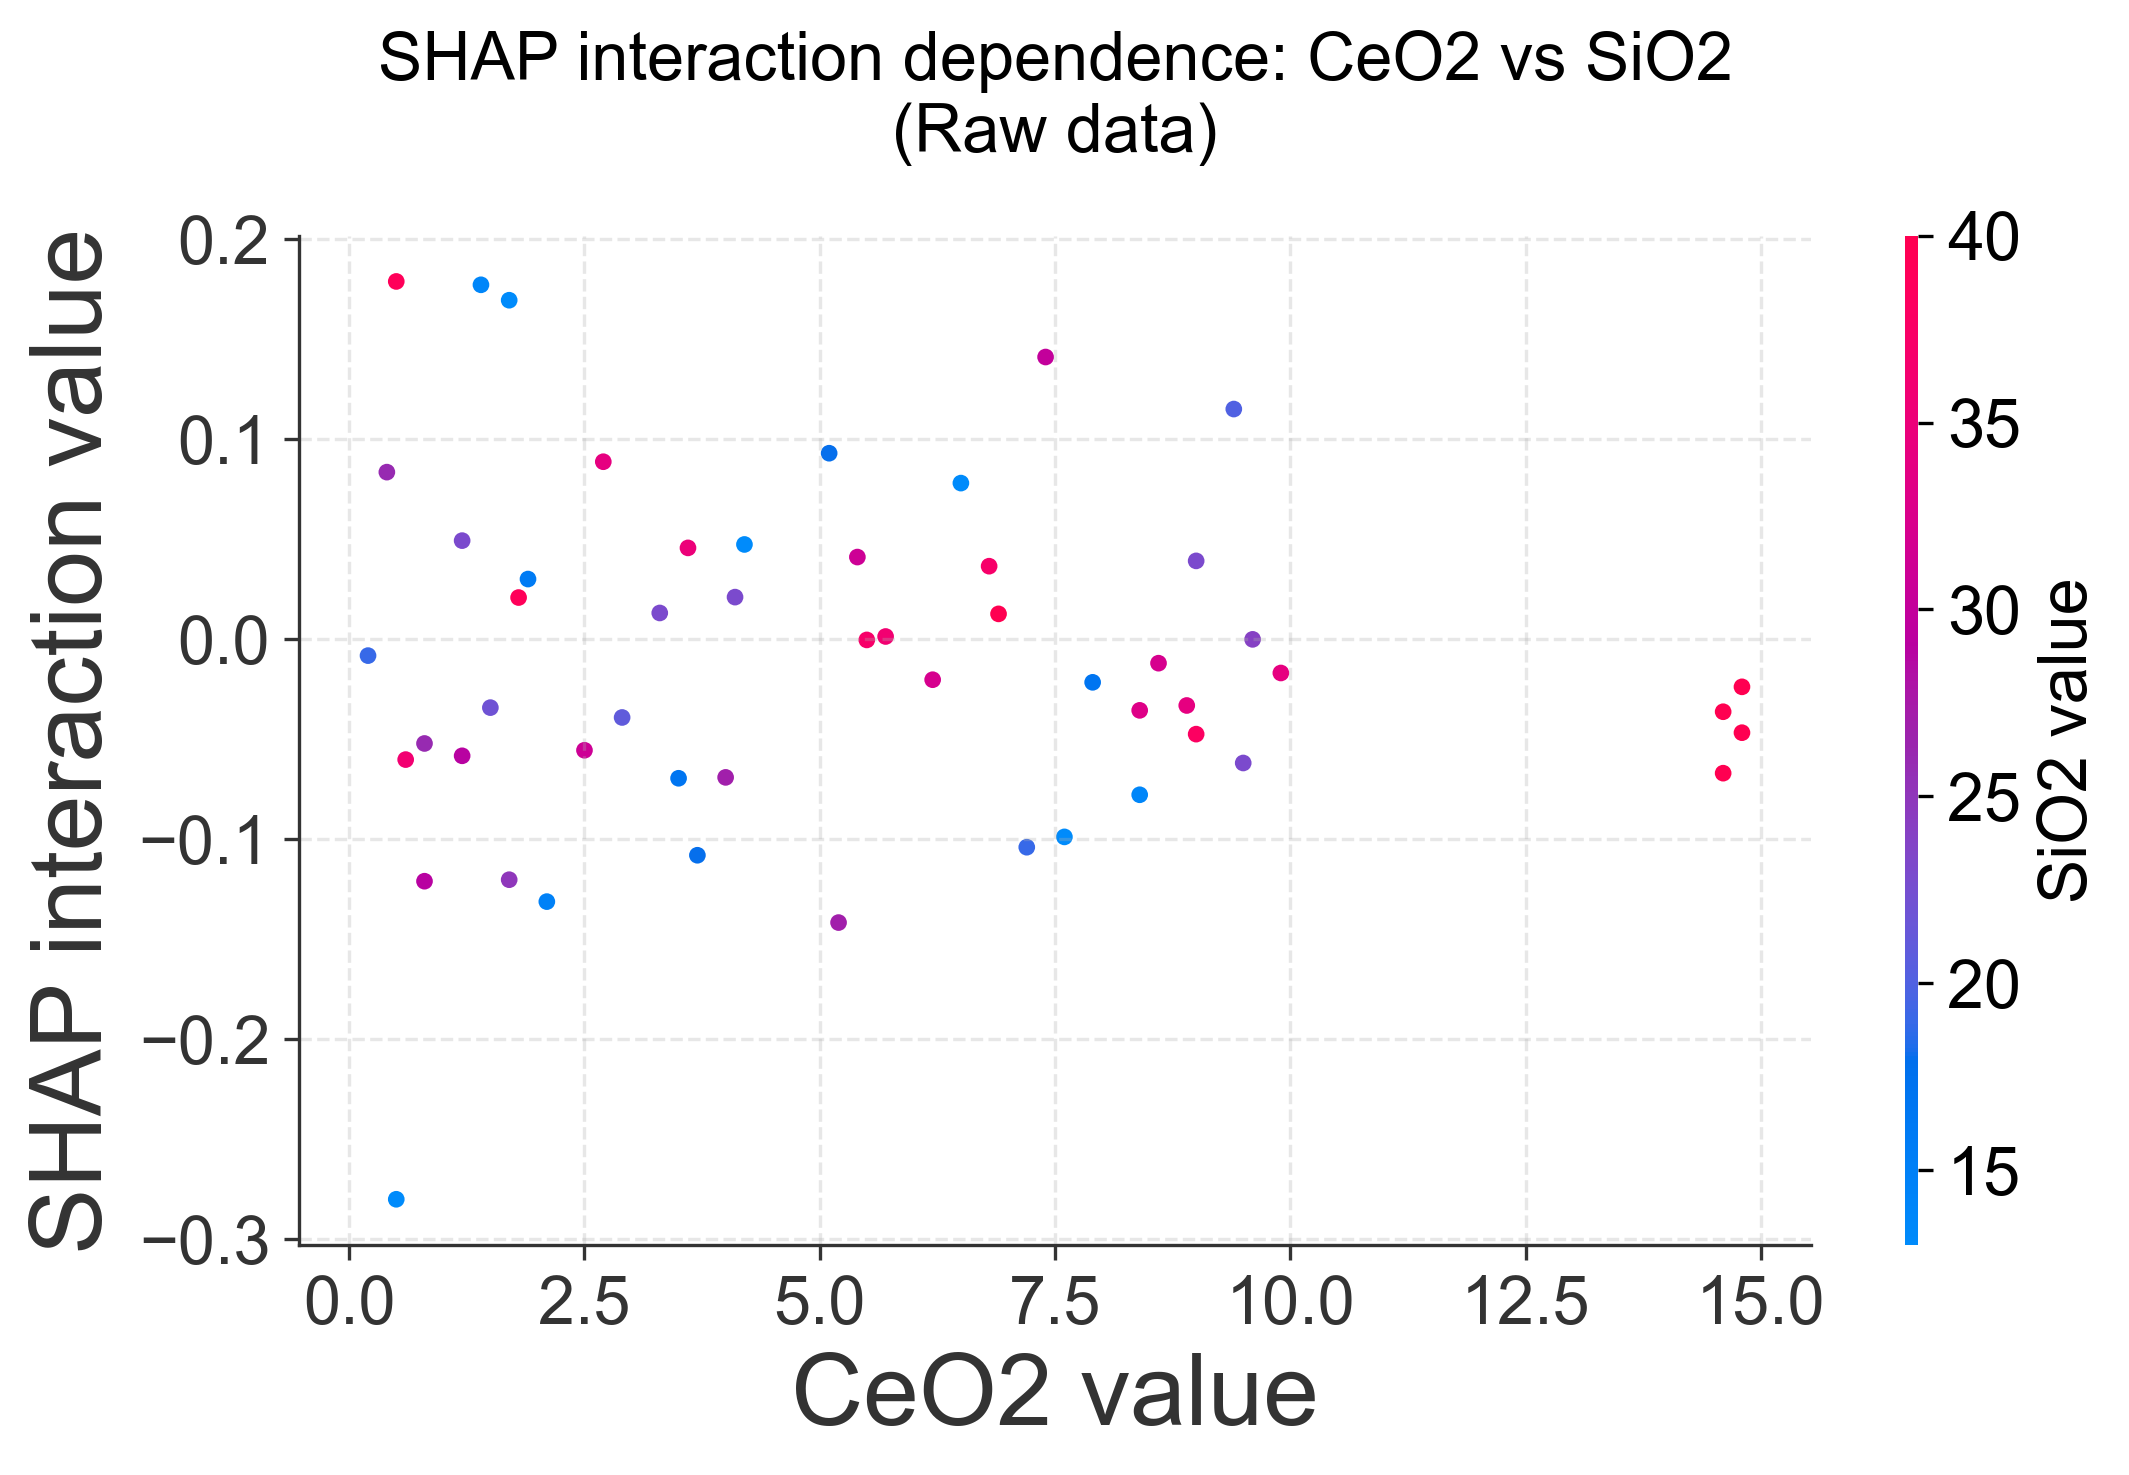 SHAP interaction dependence: CeO2 vs SiO2
(Raw data)
SHAP interaction value
0.2
0.1
0.0
−0.1
−0.2
−0.3
0.0 2.5 5.0 7.5 10.0 12.5 15.0
CeO2 value
40
35
30
25
20
15
SiO2 value